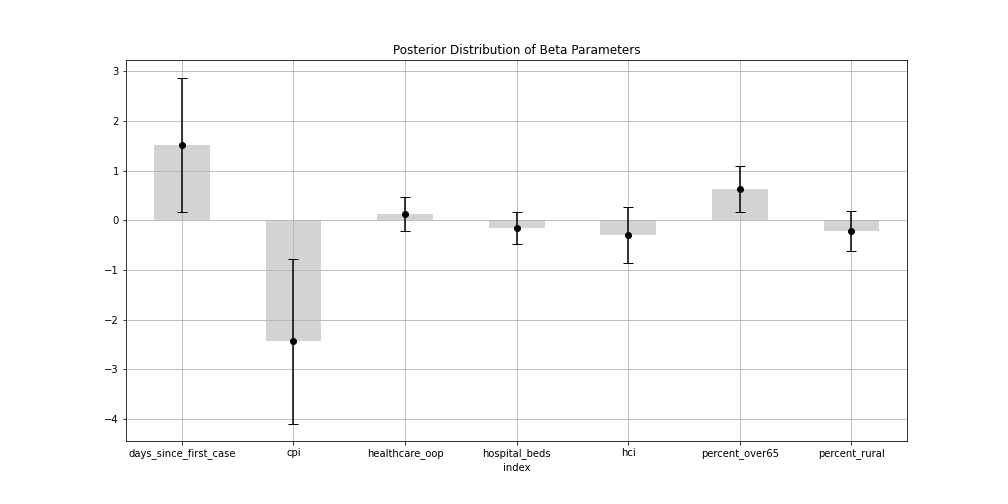 Posterior Distribution of Beta Parameters
3
2
1
0
−1
−2
−3
−4
days_since_first_case cpi healthcare_oop hospital_beds hci percent_over65 percent_rural
index